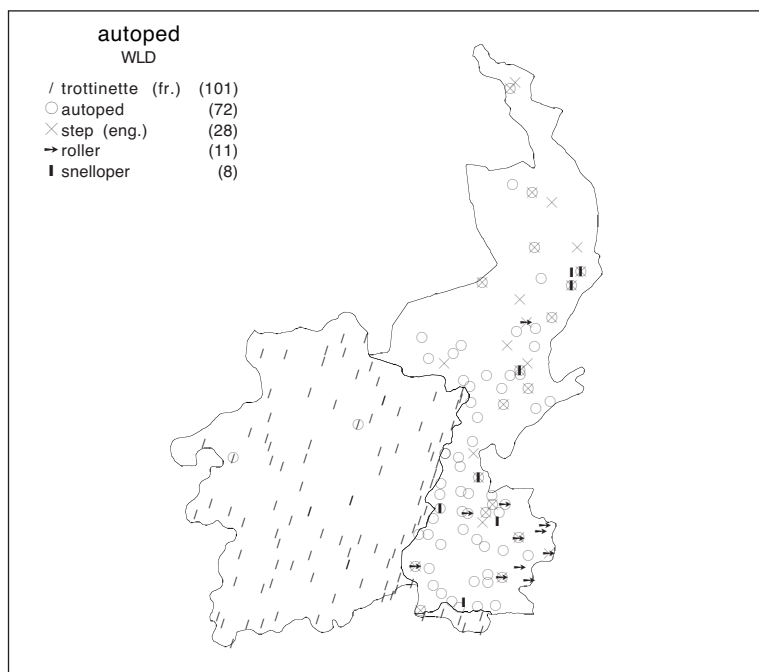 autoped
WLD
/ trottinette (fr.) (101)
○ autoped (72)
× step (eng.) (28)
→ roller (11)
ı snelloper (8)